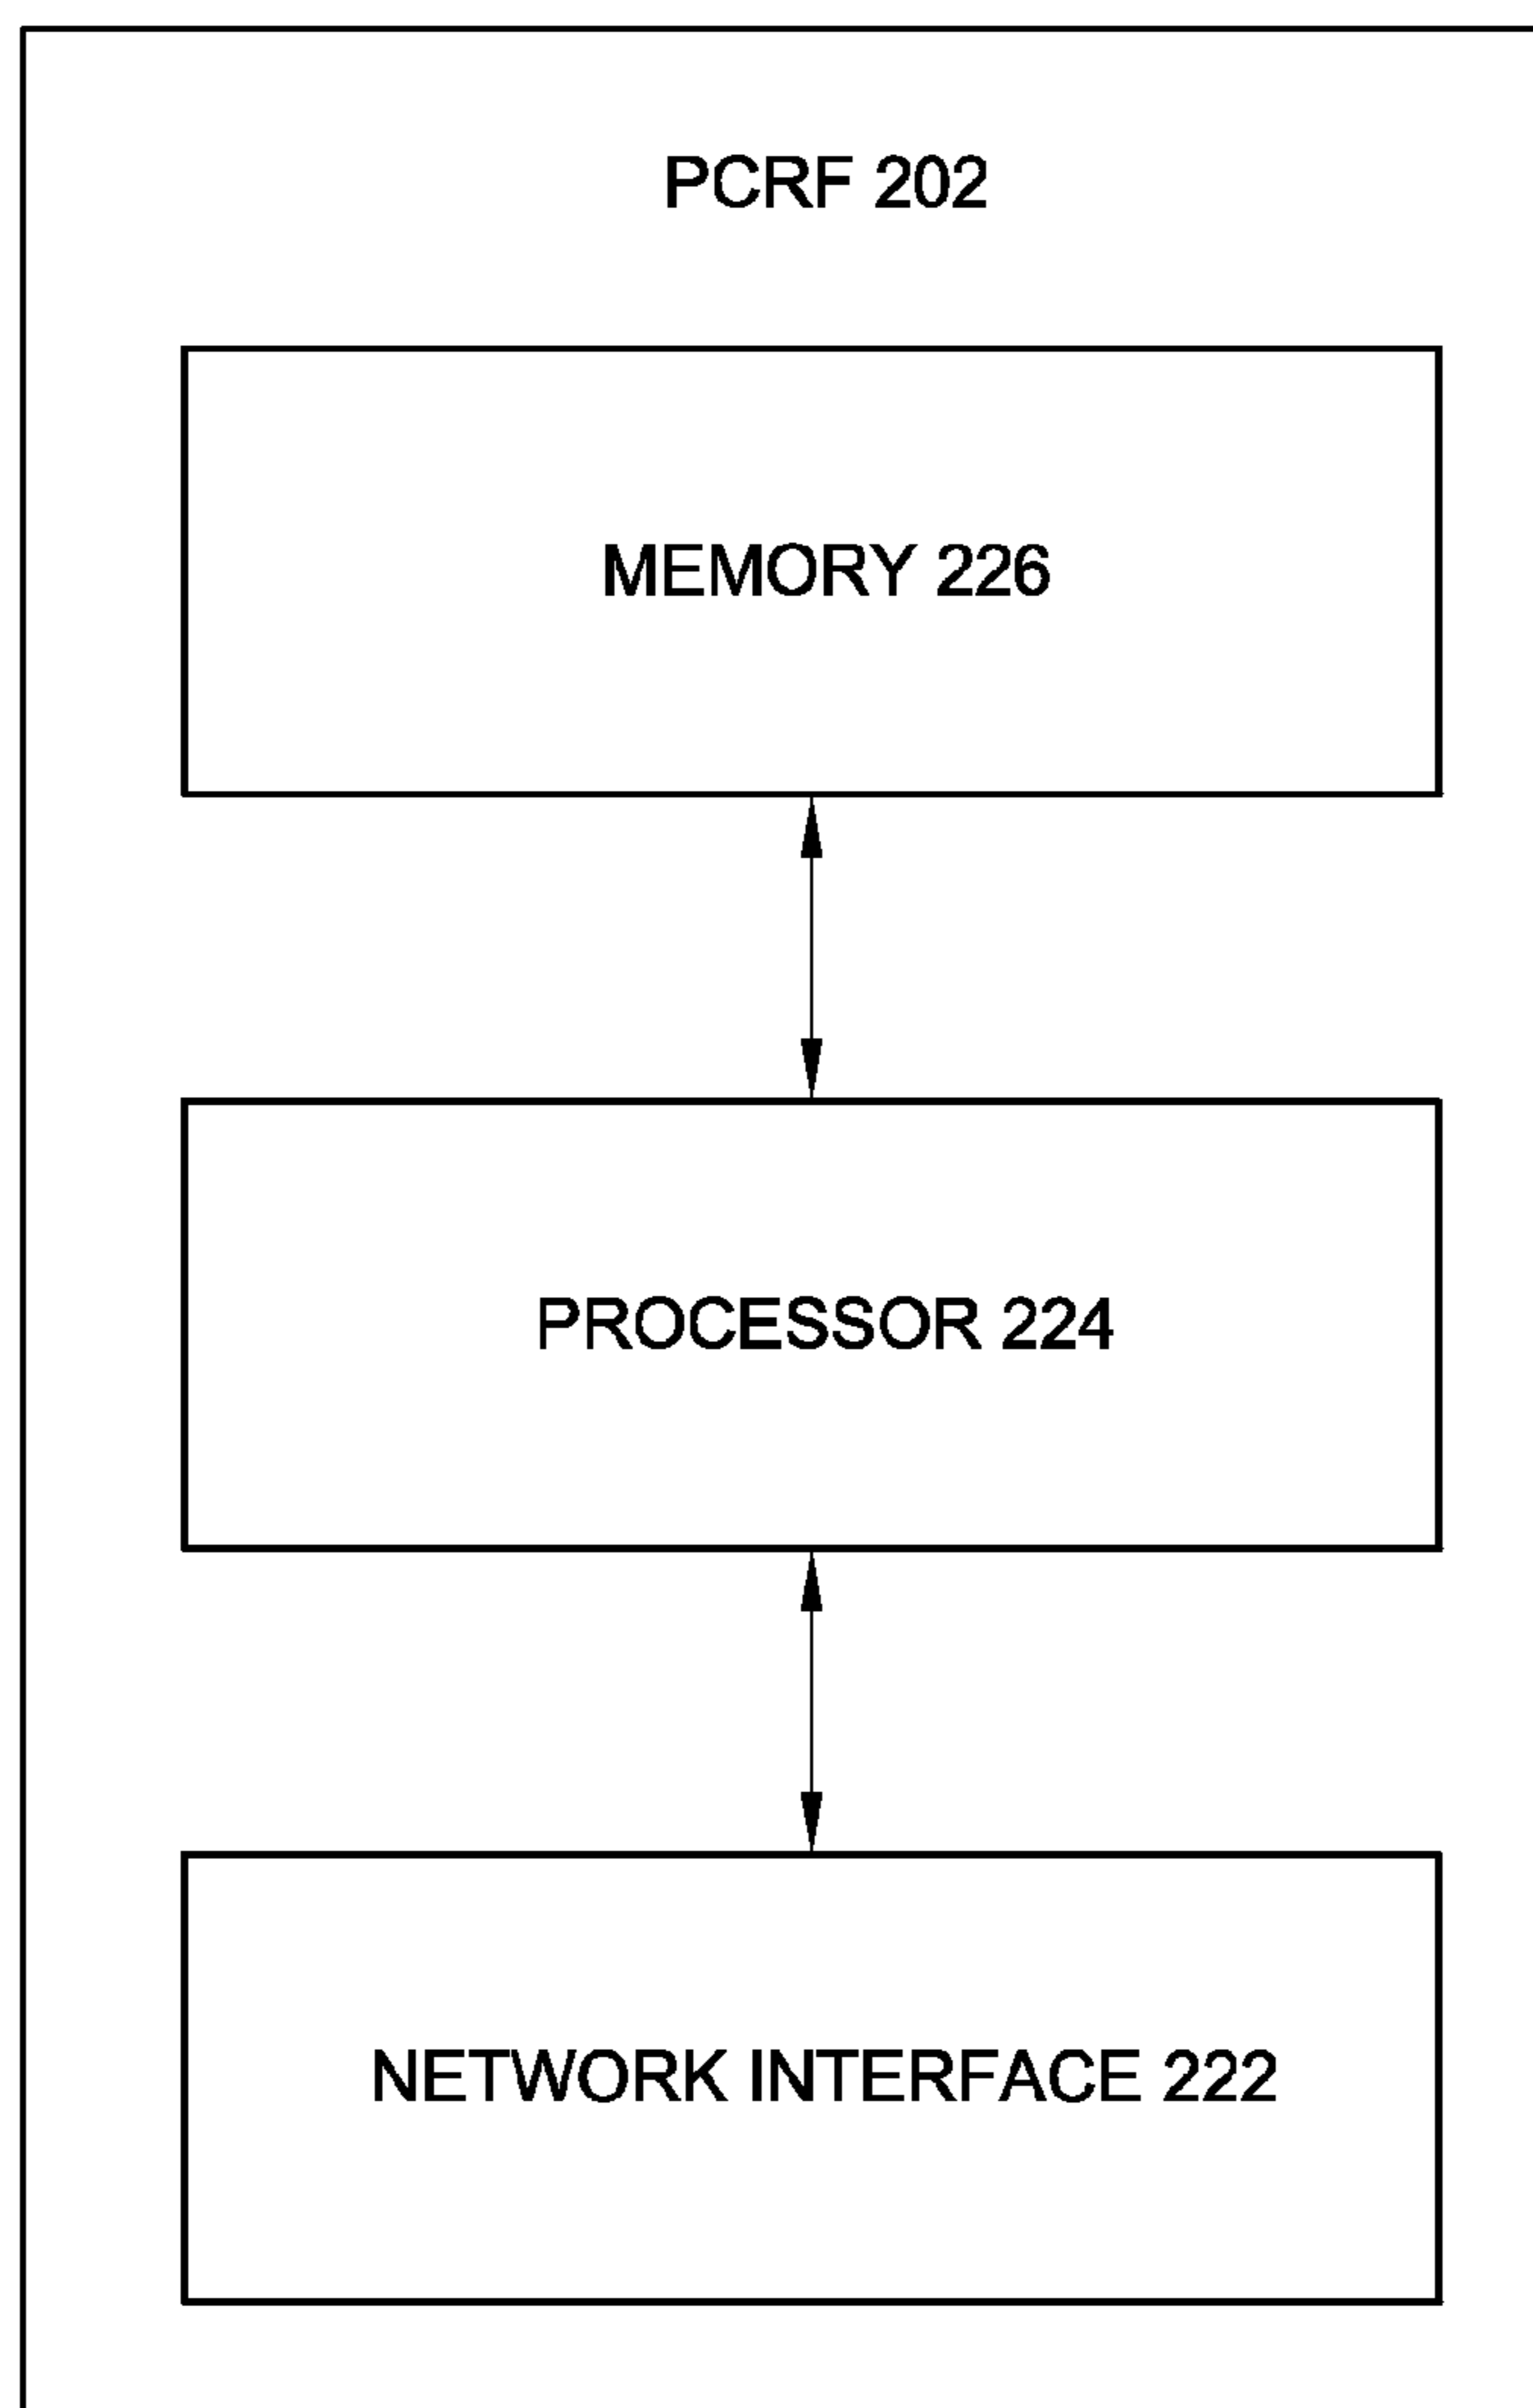 PCRF 202
MEMORY 226
PROCESSOR 224
NETWORK INTERFACE 222